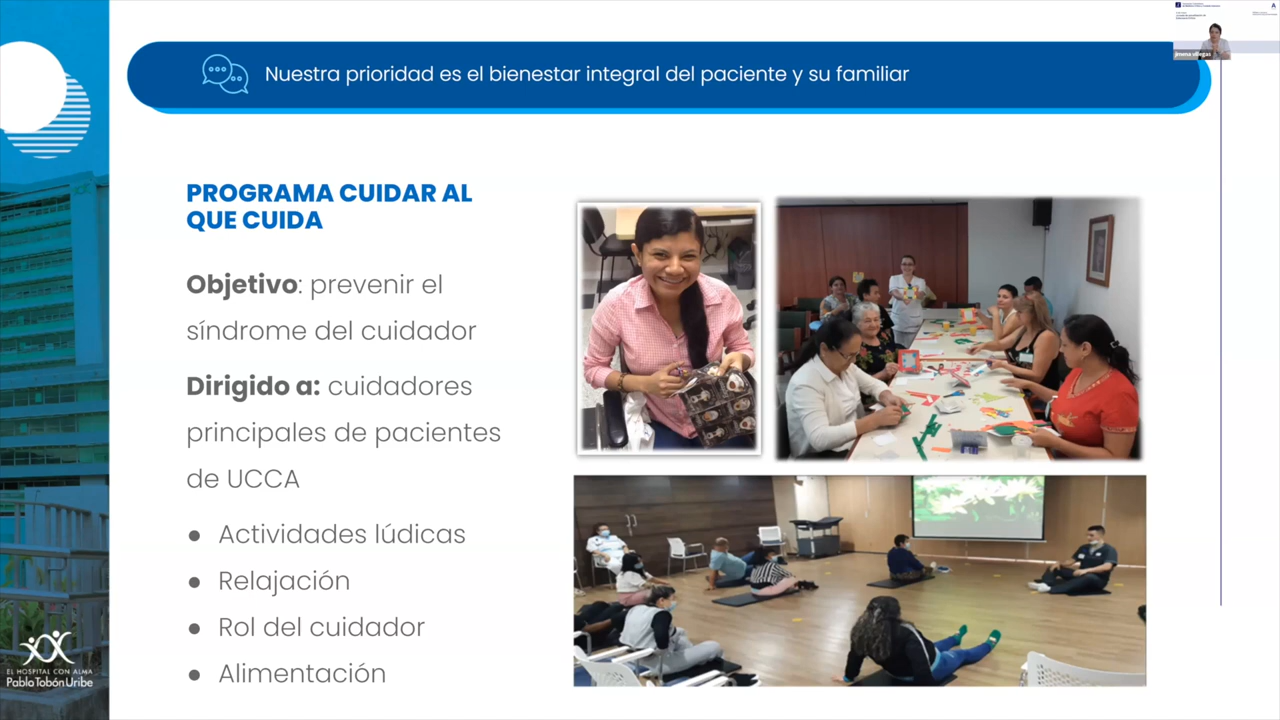 Nuestra prioridad es el bienestar integral del paciente y su familiar
jimena villegas
PROGRAMA CUIDAR AL
QUE CUIDA
Objetivo: prevenir el
síndrome del cuidador
Dirigido a: cuidadores
principales de pacientes
de UCCA
● Actividades lúdicas
● Relajación
● Rol del cuidador
● Alimentación
EL HOSPITAL CON ALMA
Pablo Tobón Uribe